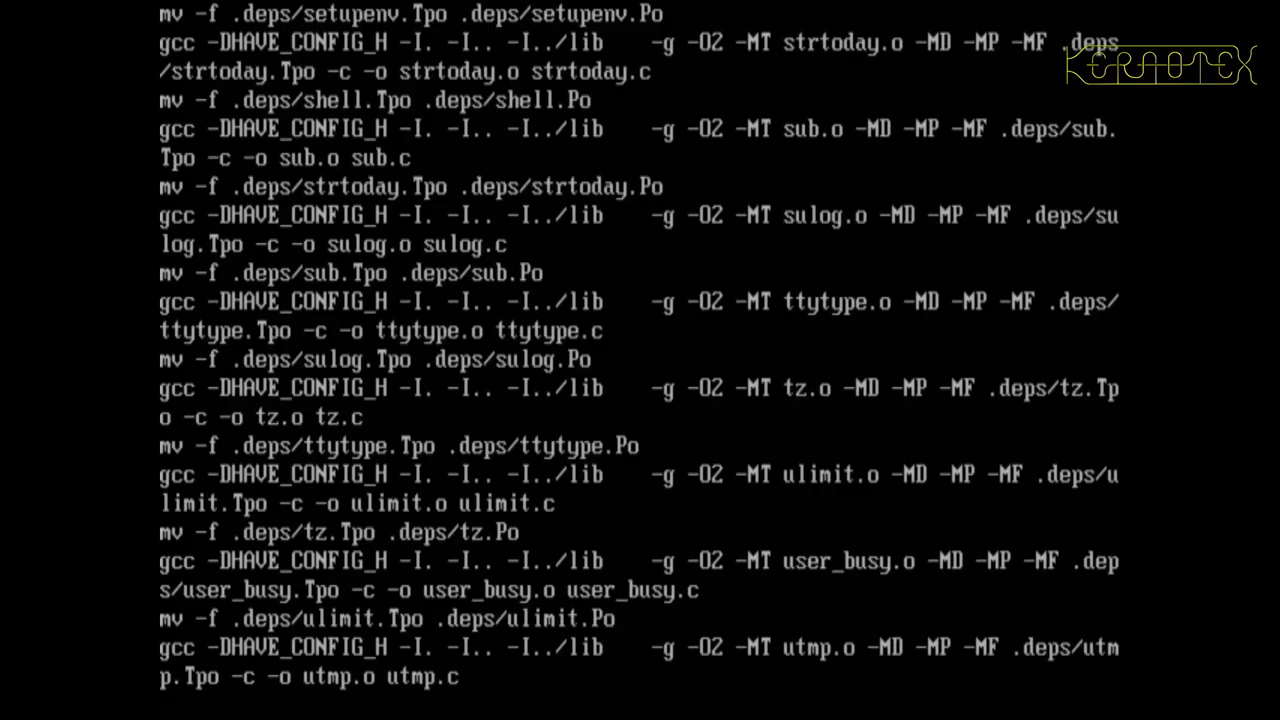 mv -f .deps/setupenv.Tpo .deps/setupenv.Po
gcc -DHAVE_CONFIG_H -I. -I.. -I../lib    -g -O2 -MT strtoday.o -MD -MP -MF .deps
/strtoday.Tpo -c -o strtoday.o strtoday.c
KERNOTEX
mv -f .deps/shell.Tpo .deps/shell.Po
gcc -DHAVE_CONFIG_H -I. -I.. -I../lib    -g -O2 -MT sub.o -MD -MP -MF .deps/sub.
Tpo -c -o sub.o sub.c
mv -f .deps/strtoday.Tpo .deps/strtoday.Po
gcc -DHAVE_CONFIG_H -I. -I.. -I../lib    -g -O2 -MT sulog.o -MD -MP -MF .deps/su
log.Tpo -c -o sulog.o sulog.c
mv -f .deps/sub.Tpo .deps/sub.Po
gcc -DHAVE_CONFIG_H -I. -I.. -I../lib    -g -O2 -MT ttytype.o -MD -MP -MF .deps/
ttytype.Tpo -c -o ttytype.o ttytype.c
mv -f .deps/sulog.Tpo .deps/sulog.Po
gcc -DHAVE_CONFIG_H -I. -I.. -I../lib    -g -O2 -MT tz.o -MD -MP -MF .deps/tz.Tp
o -c -o tz.o tz.c
mv -f .deps/ttytype.Tpo .deps/ttytype.Po
gcc -DHAVE_CONFIG_H -I. -I.. -I../lib    -g -O2 -MT ulimit.o -MD -MP -MF .deps/u
limit.Tpo -c -o ulimit.o ulimit.c
mv -f .deps/tz.Tpo .deps/tz.Po
gcc -DHAVE_CONFIG_H -I. -I.. -I../lib    -g -O2 -MT user_busy.o -MD -MP -MF .dep
s/user_busy.Tpo -c -o user_busy.o user_busy.c
mv -f .deps/ulimit.Tpo .deps/ulimit.Po
gcc -DHAVE_CONFIG_H -I. -I.. -I../lib    -g -O2 -MT utmp.o -MD -MP -MF .deps/utm
p.Tpo -c -o utmp.o utmp.c